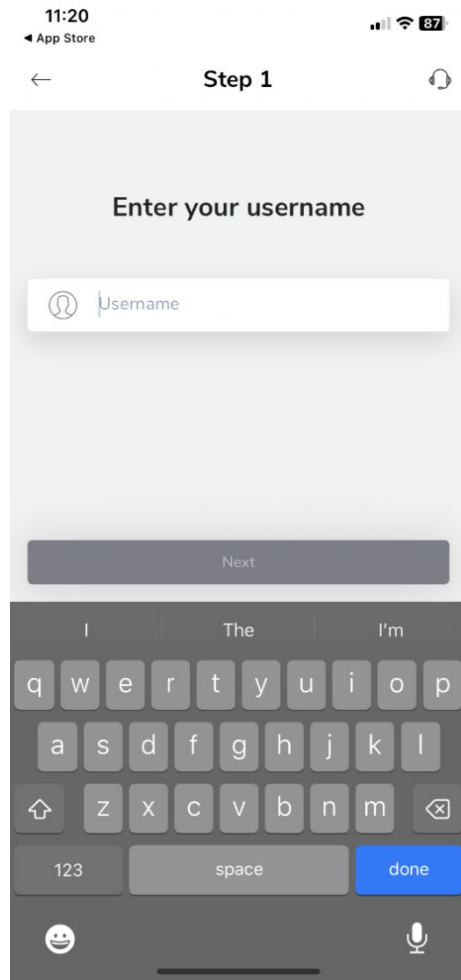 11:20
87
◀ App Store
Step 1
Enter your username
Username
Next
I The I'm
q w e r t y u i o p
a s d f g h j k l
z x c v b n m
123 space done